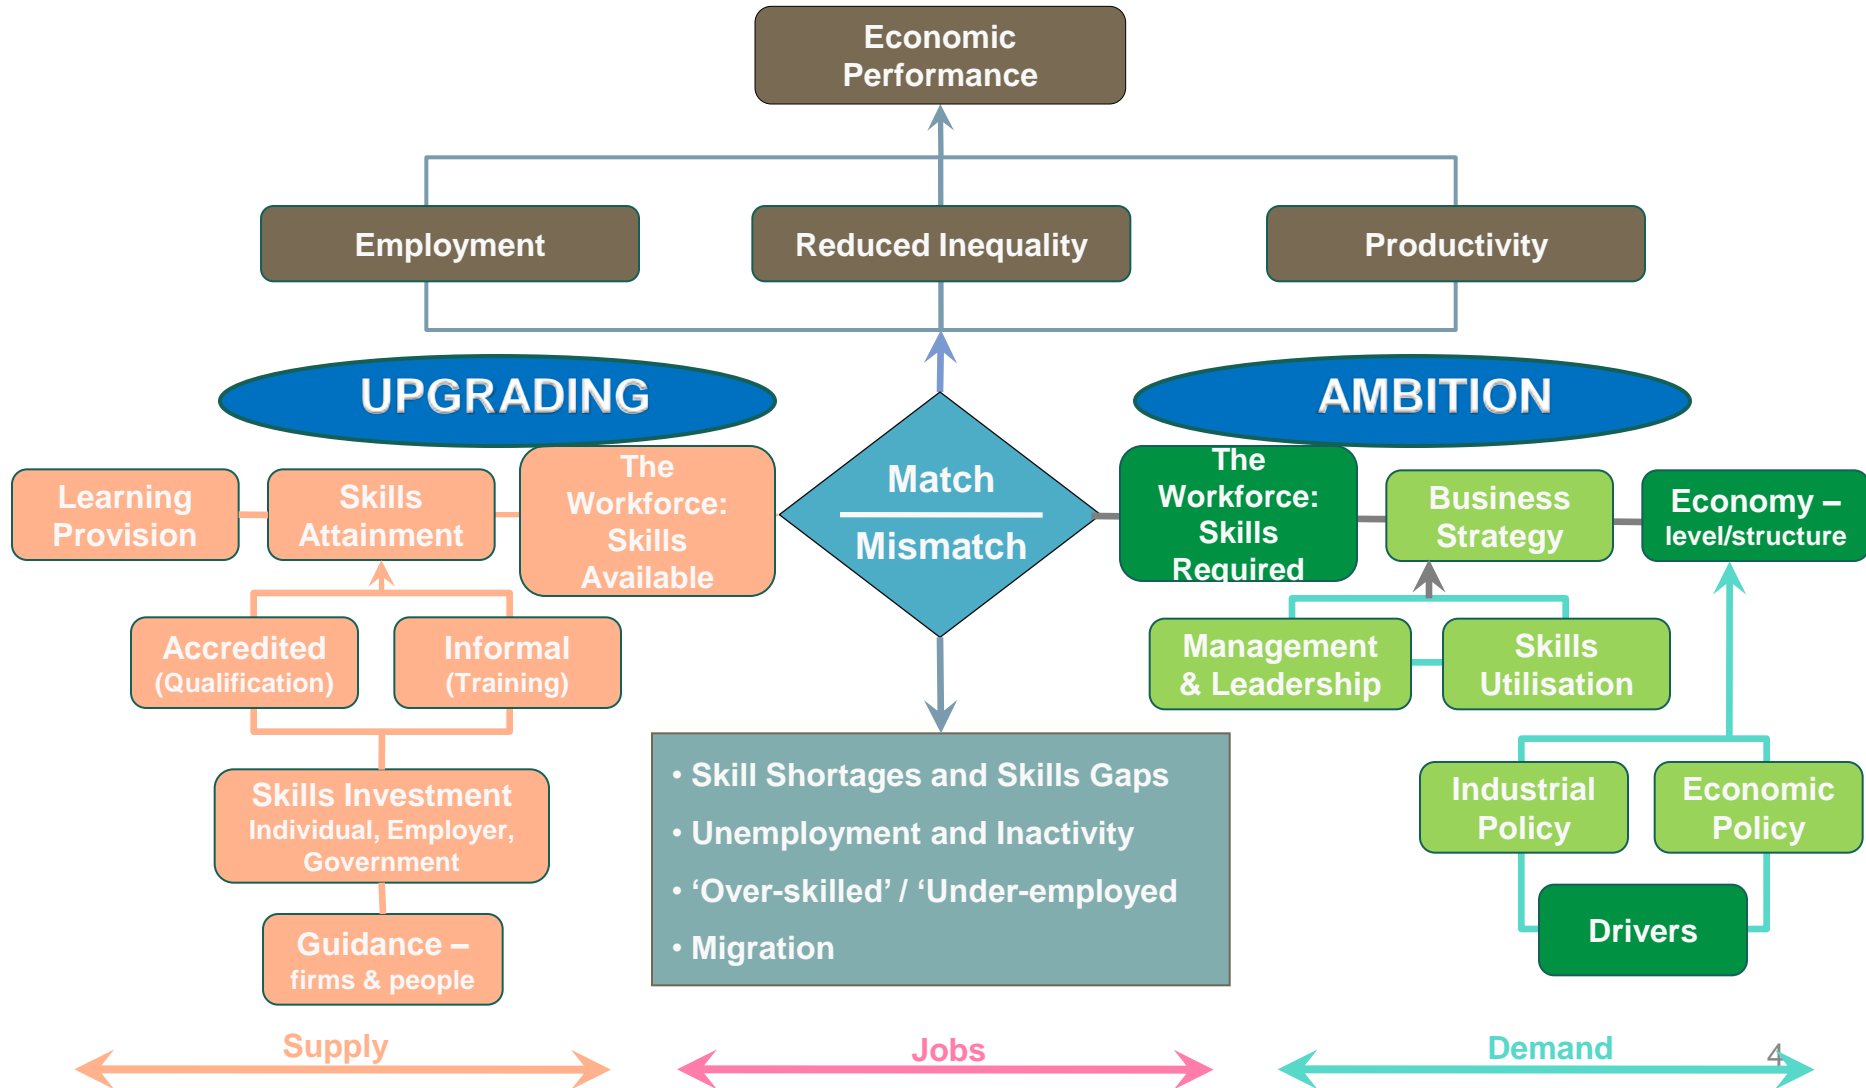 Economic
Performance
Employment
Reduced Inequality
Productivity
UPGRADING
AMBITION
Learning
Provision
Skills
Attainment
The
Workforce:
Skills
Available
Match
Mismatch
The
Workforce:
Skills
Required
Business
Strategy
Economy –
level/structure
Accredited
(Qualification)
Informal
(Training)
Management
& Leadership
Skills
Utilisation
Skills Investment
Individual, Employer,
Government
• Skill Shortages and Skills Gaps
• Unemployment and Inactivity
• ‘Over-skilled’ / ‘Under-employed
• Migration
Industrial
Policy
Economic
Policy
Guidance –
firms & people
Drivers
Supply
Jobs
Demand
4